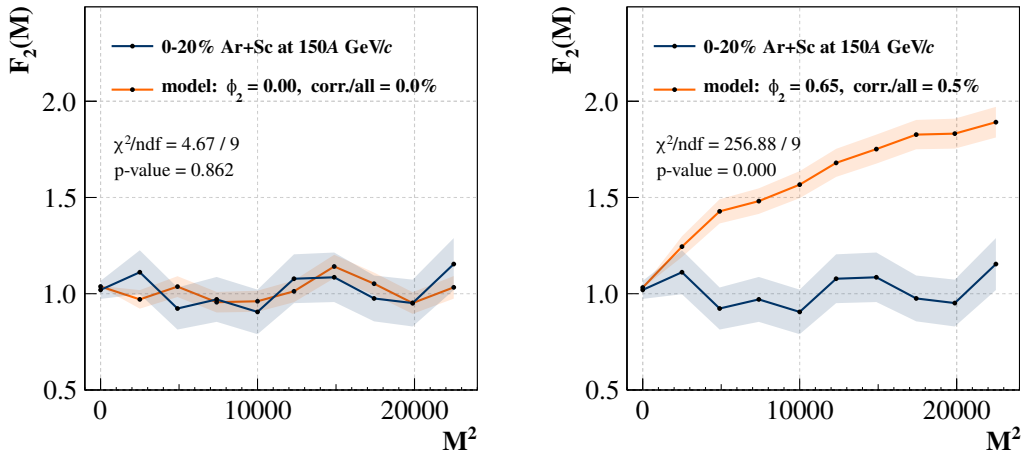 F₂(M)
0-20% Ar+Sc at 150A GeV/c
model: ϕ₂ = 0.00, corr./all = 0.0%
χ²/ndf = 4.67 / 9
p-value = 0.862
2.0
1.5
1.0
0.5
0
10000
20000
M²
F₂(M)
0-20% Ar+Sc at 150A GeV/c
model: ϕ₂ = 0.65, corr./all = 0.5%
χ²/ndf = 256.88 / 9
p-value = 0.000
2.0
1.5
1.0
0.5
0
10000
20000
M²